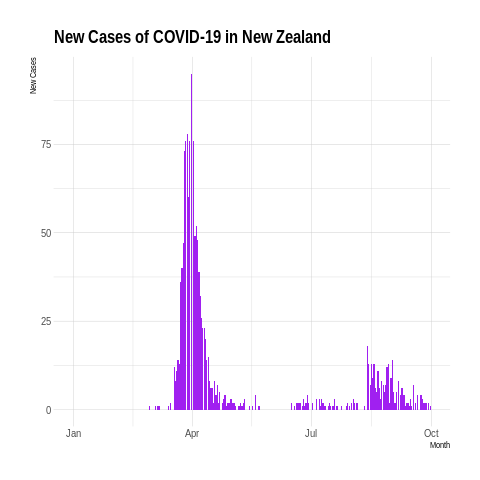 New Cases of COVID-19 in New Zealand
New Cases
75
50
25
0
Jan Apr Jul Oct
Month